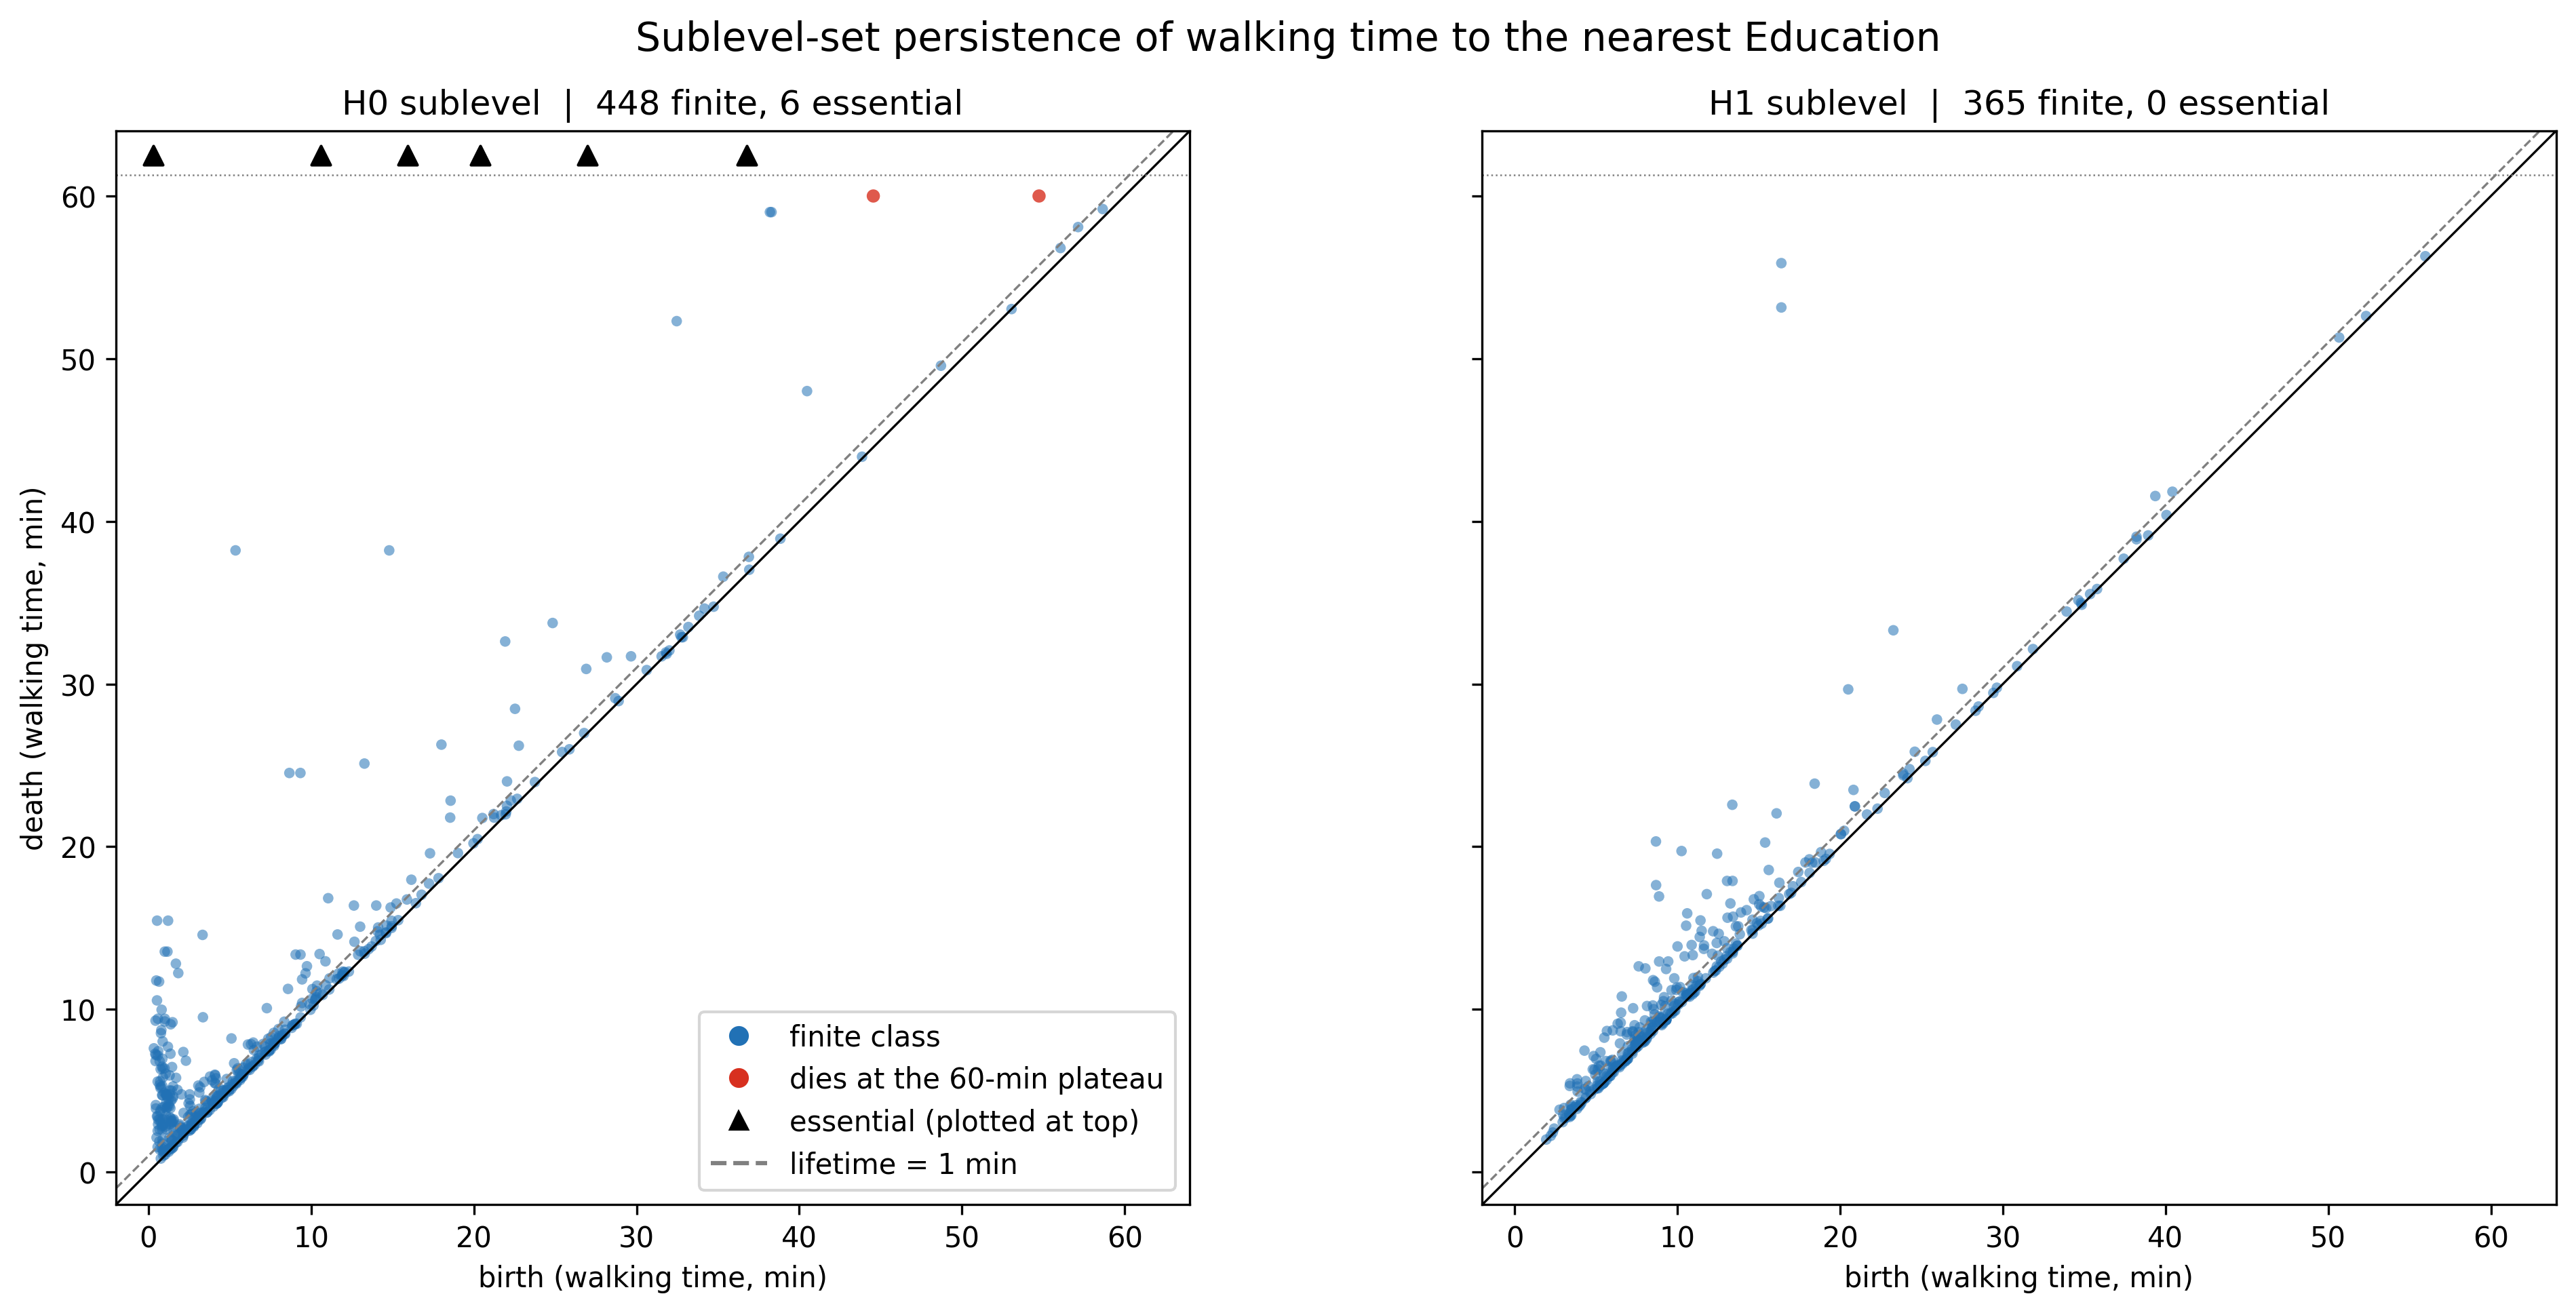 Sublevel-set persistence of walking time to the nearest Education
H0 sublevel | 448 finite, 6 essential
H1 sublevel | 365 finite, 0 essential
death (walking time, min)
60
50
40
30
20
10
0
finite class
dies at the 60-min plateau
essential (plotted at top)
lifetime = 1 min
0 10 20 30 40 50 60
0 10 20 30 40 50 60
birth (walking time, min)
birth (walking time, min)